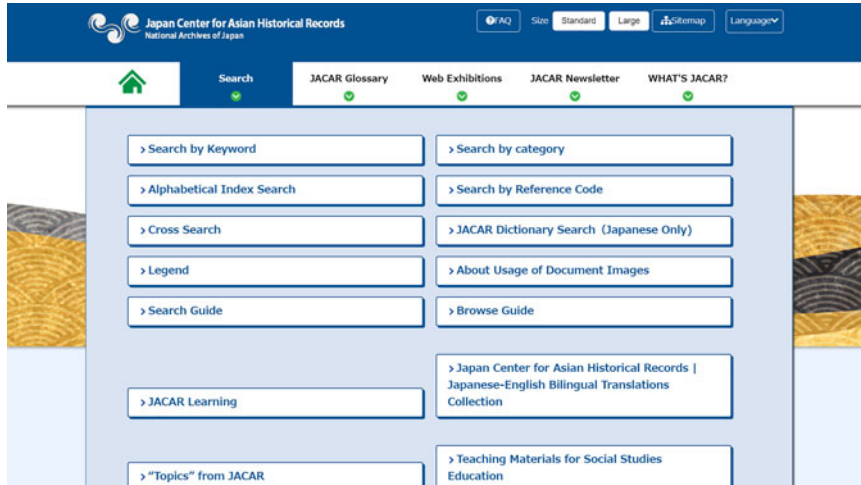 Japan Center for Asian Historical Records
National Archives of Japan
FAQ
Size
Standard
Large
Sitemap
Language
Search
JACAR Glossary
Web Exhibitions
JACAR Newsletter
WHAT'S JACAR?
Search by Keyword
Search by category
Alphabetical Index Search
Search by Reference Code
Cross Search
JACAR Dictionary Search (Japanese Only)
Legend
About Usage of Document Images
Search Guide
Browse Guide
JACAR Learning
Japan Center for Asian Historical Records |
Japanese-English Bilingual Translations
Collection
"Topics" from JACAR
Teaching Materials for Social Studies
Education